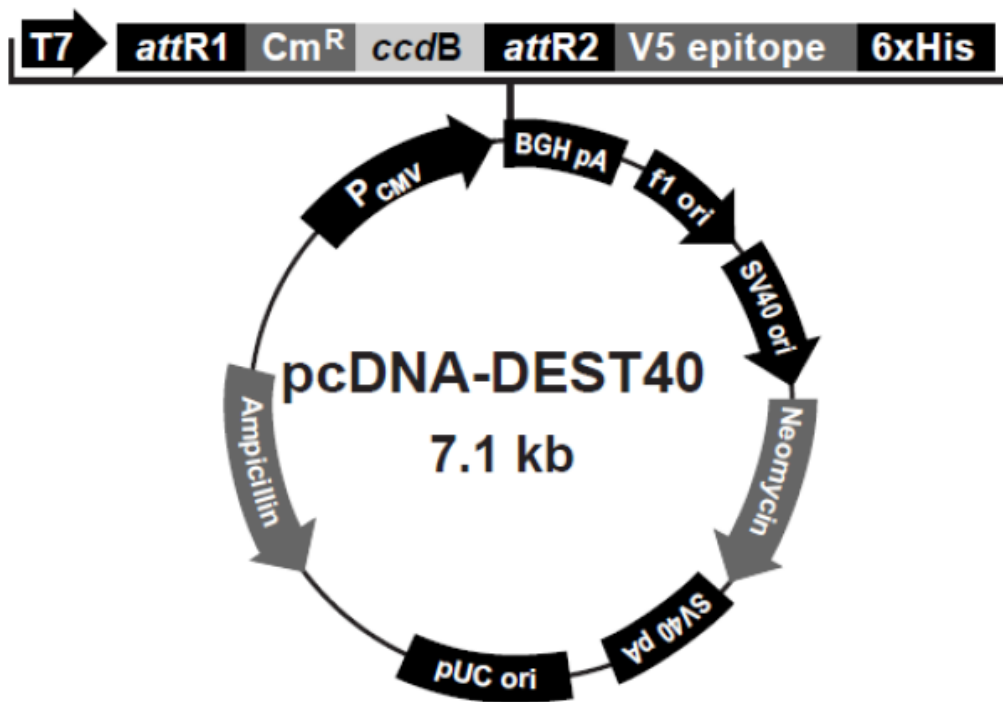 T7 attR1 CmR ccdB attR2 V5 epitope 6xHis
PCMV
BGH pA
f1 ori
SV40 ori
Neomycin
SV40 pA
pUC ori
Ampicillin
pcDNA-DEST40
7.1 kb